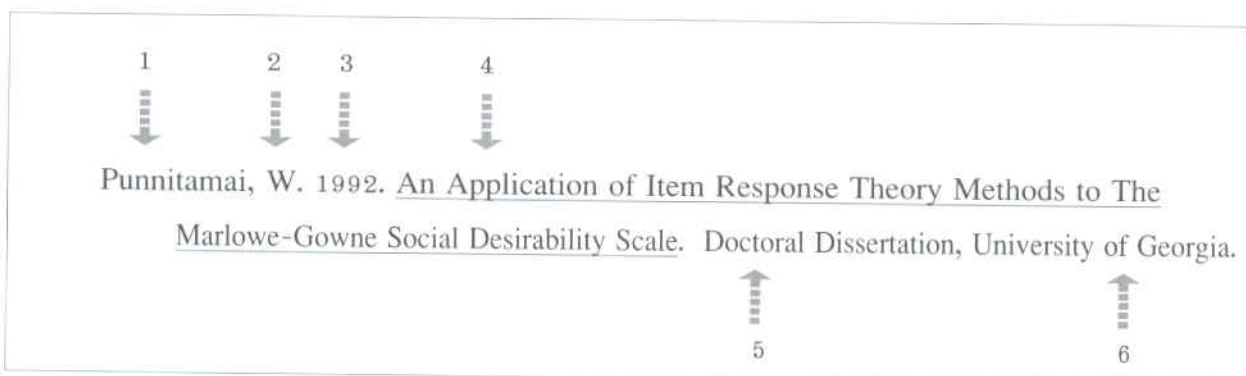 1 2 3 4
Punnitamai, W. 1992. An Application of Item Response Theory Methods to The
Marlowe-Gowne Social Desirability Scale. Doctoral Dissertation, University of Georgia.
5 6